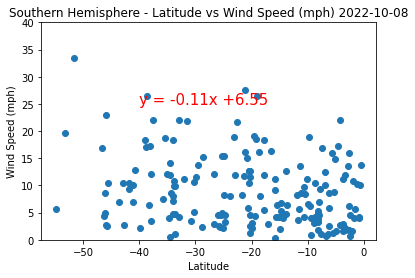 Southern Hemisphere - Latitude vs Wind Speed (mph) 2022-10-08
40
35
30
25
20
15
10
5
0
Wind Speed (mph)
y = -0.11x +6.55
−50 −40 −30 −20 −10 0
Latitude